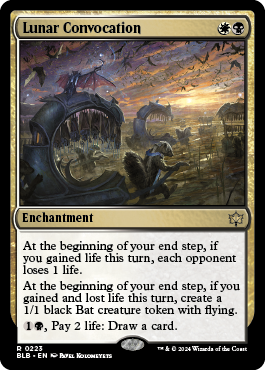 Lunar Convocation
Enchantment
At the beginning of your end step, if
you gained life this turn, each opponent
loses 1 life.
At the beginning of your end step, if you
gained and lost life this turn, create a
1/1 black Bat creature token with flying.
1, Pay 2 life: Draw a card.
R 0223
BLB • EN Pavel Kolomeyets
™ & © 2024 Wizards of the Coast